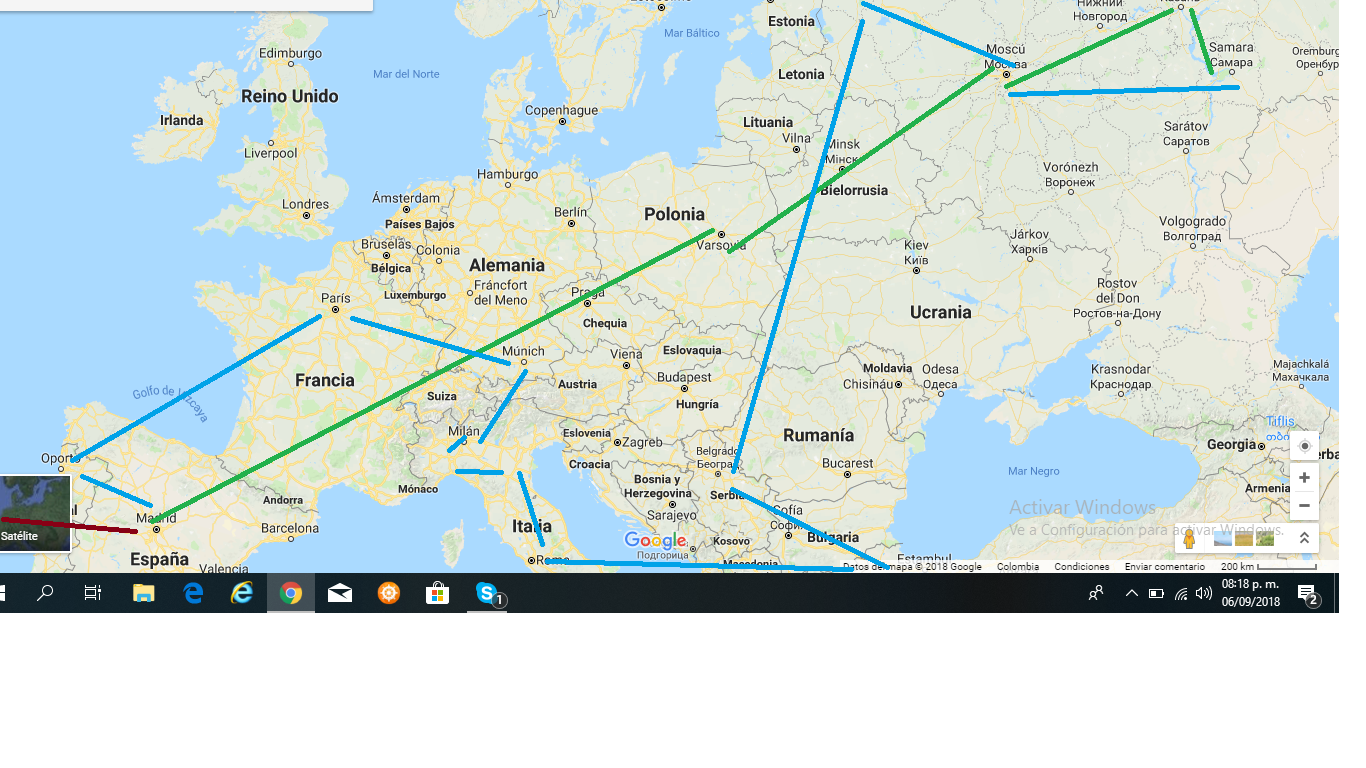 Estonia
Нижний
Новгород
Mar Báltico
Edimburgo
Moscú
Москва
Samara
Самара
Oremburg
Оренбур
Mar del Norte
Letonia
Reino Unido
Copenhague
Irlanda
Lituania
Vilna
Sarátov
Саратов
Liverpool
Minsk
Минск
Vorónezh
Воронеж
Hamburgo
Bielorrusia
Ámsterdam
Londres
Berlín
Polonia
Países Bajos
Volgogrado
Волгоград
Bruselas
Colonia
Varsovia
Kiev
Київ
Járkov
Харків
Bélgica
Alemania
Luxemburgo
Fráncfort
del Meno
Praga
Rostov
del Don
Ростов-на-Дону
París
Chequia
Ucrania
Múnich
Viena
Eslovaquia
Moldavia
Odesa
Одеса
Krasnodar
Краснодар
Majachkalá
Махачкала
Francia
Austria
Budapest
Chisináu
Golfo de Vizcaya
Suiza
Hungría
Tiflis
Milán
Eslovenia
Zagreb
Rumanía
Georgia
Oporto
Croacia
Belgrado
Београд
Bucarest
Mar Negro
Mónaco
Bosnia y
Herzegovina
Serbia
Armenia
Andorra
Sarajevo
Sofía
Madrid
Barcelona
Italia
Kosovo
Bulgaria
Activar Windows
Ve a Configuración para activar Windows.
Satélite
España
Valencia
Roma
Google
Подгорица
Macedonia
Estambul
Datos del mapa © 2018 Google
Colombia
Condiciones
Enviar comentario
200 km
08:18 p. m.
06/09/2018
1
2